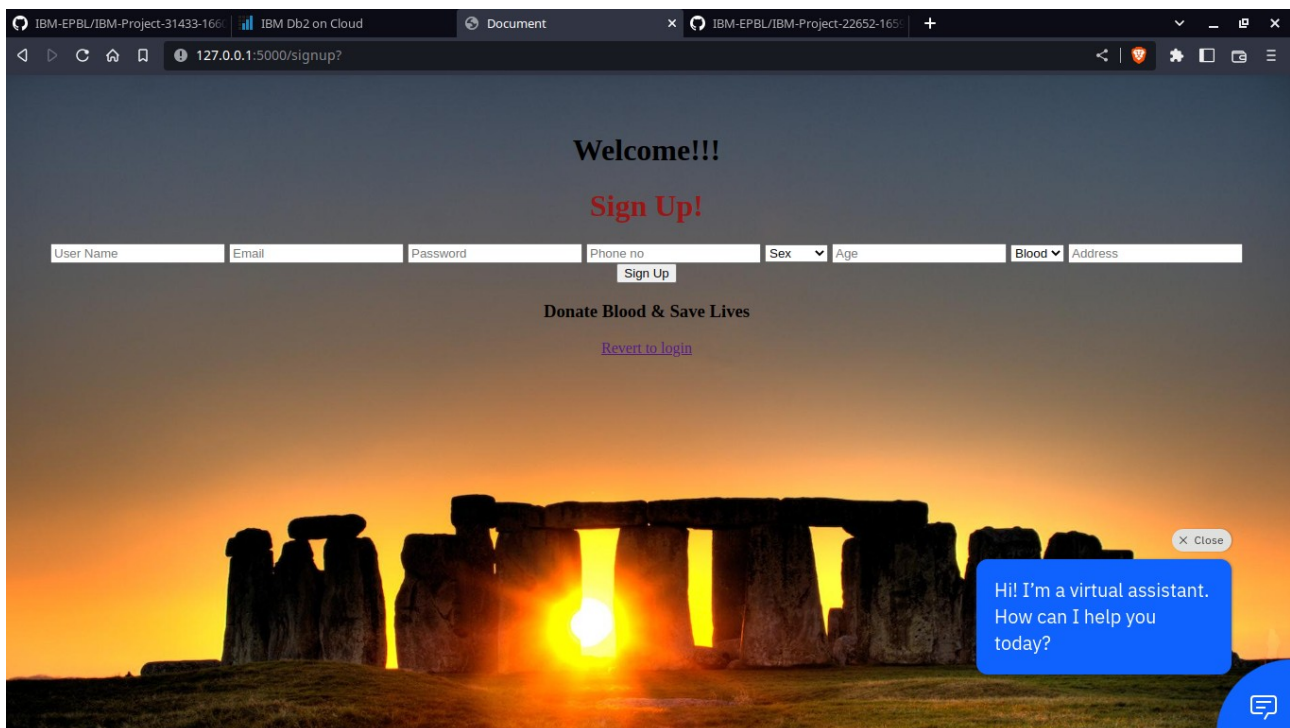 IBM-EPBL/IBM-Project-31433-166 IBM Db2 on Cloud Document IBM-EPBL/IBM-Project-22652-165
127.0.0.1:5000/signup?
Welcome!!!
Sign Up!
User Name Email Password Phone no Sex Age Blood Address
Sign Up
Donate Blood & Save Lives
Revert to login
Close
Hi! I'm a virtual assistant.
How can I help you
today?